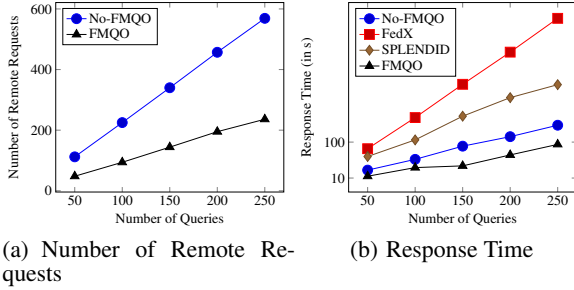 600
400
200
0
Number of Remote Requests
No-FMQO
FMQO
50 100 150 200 250
Number of Queries
(a) Number of Remote Re-
quests
100
10
Response Time (in s)
No-FMQO
FedX
SPLENDID
FMQO
50 100 150 200 250
Number of Queries
(b) Response Time